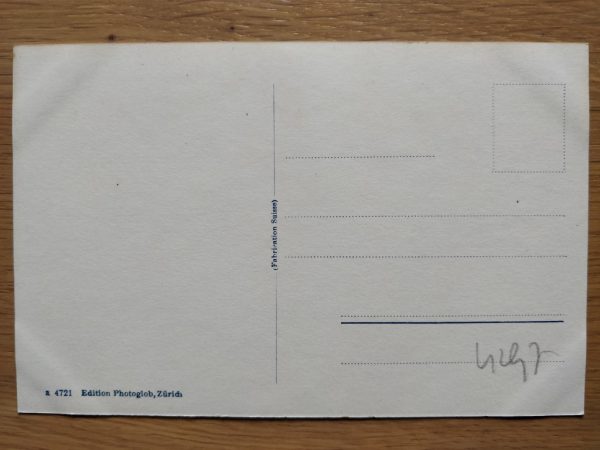 (Fabrication Suisse)
R 4721 Edition Photoglob, Zürich